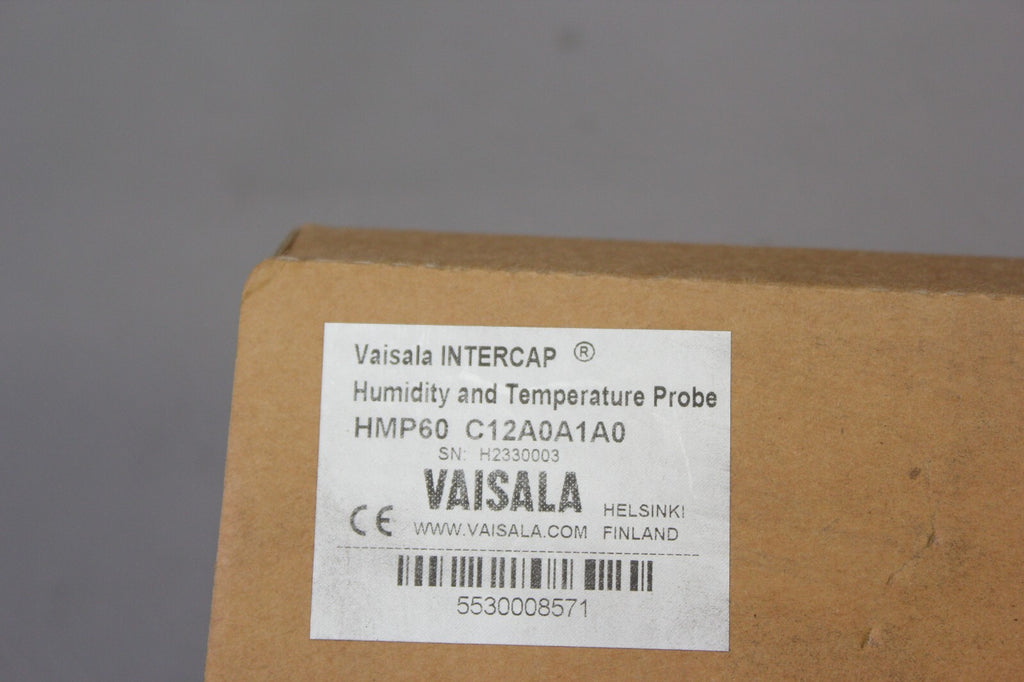 Vaisala INTERCAP ®
Humidity and Temperature Probe
HMP60 C12A0A1A0
SN: H2330003
VAISALA
HELSINKI
CE WWW.VAISALA.COM FINLAND
5530008571